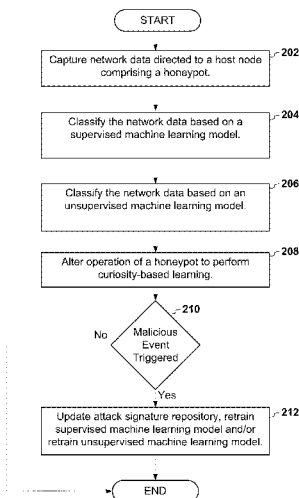 START
202
Capture network data directed to a host node
comprising a honeypot.
204
Classify the network data based on a
supervised machine learning model.
206
Classify the network data based on an
unsupervised machine learning model.
208
Alter operation of a honeypot to perform
curiosity-based learning.
210
No
Malicious
Event
Triggered
Yes
212
Update attack signature repository, retrain
supervised machine learning model and/or
retrain unsupervised machine learning model.
END